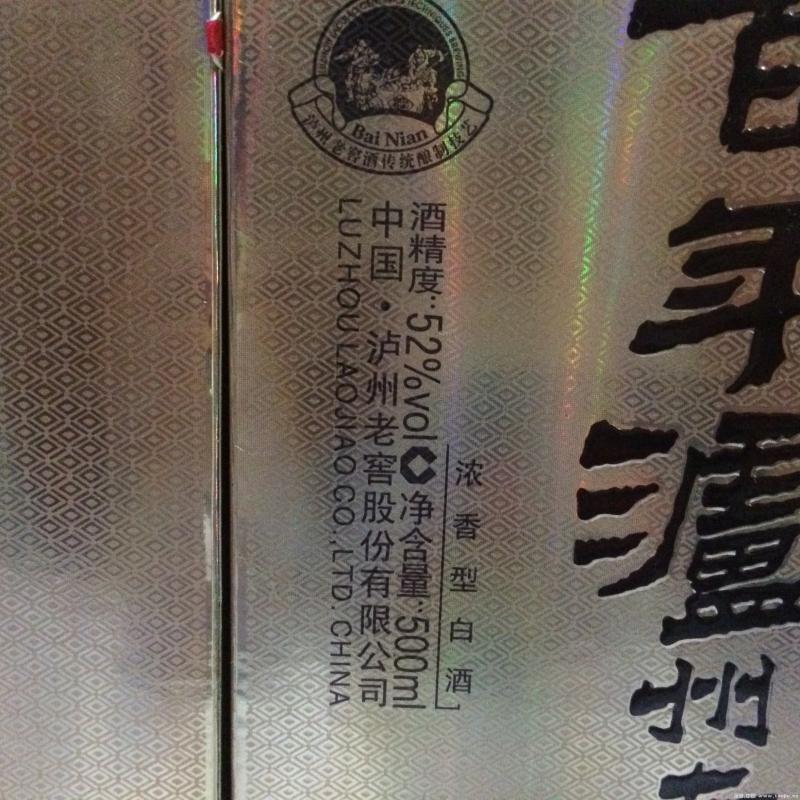 百年瀘州
Bai Nian
泸州老窖酒传统酿制技艺
浓香型白酒
酒精度:52%vol 净含量:500ml
中国·泸州老窖股份有限公司
LUZHOU LAOJIAO CO.,LTD.CHINA